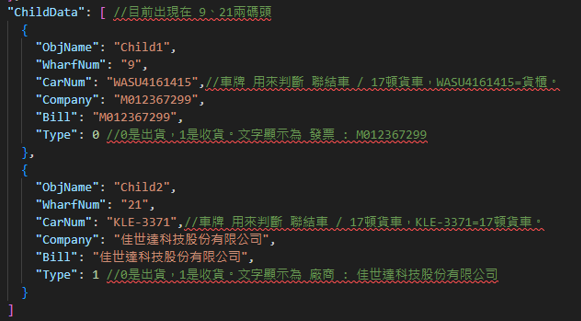 "ChildData": [ //目前出現在 9、21兩碼頭
{
"ObjName": "Child1",
"WharfNum": "9",
"CarNum": "WASU4161415",//車牌 用來判斷 聯結車 / 17頓貨車，WASU4161415=貨櫃。
"Company": "M012367299",
"Bill": "M012367299",
"Type": 0 //0是出貨，1是收貨。文字顯示為 發票 : M012367299
},
{
"ObjName": "Child2",
"WharfNum": "21",
"CarNum": "KLE-3371",//車牌 用來判斷 聯結車 / 17頓貨車，KLE-3371=17頓貨車。
"Company": "佳世達科技股份有限公司",
"Bill": "佳世達科技股份有限公司",
"Type": 1 //0是出貨，1是收貨。文字顯示為 廠商 : 佳世達科技股份有限公司
}
]